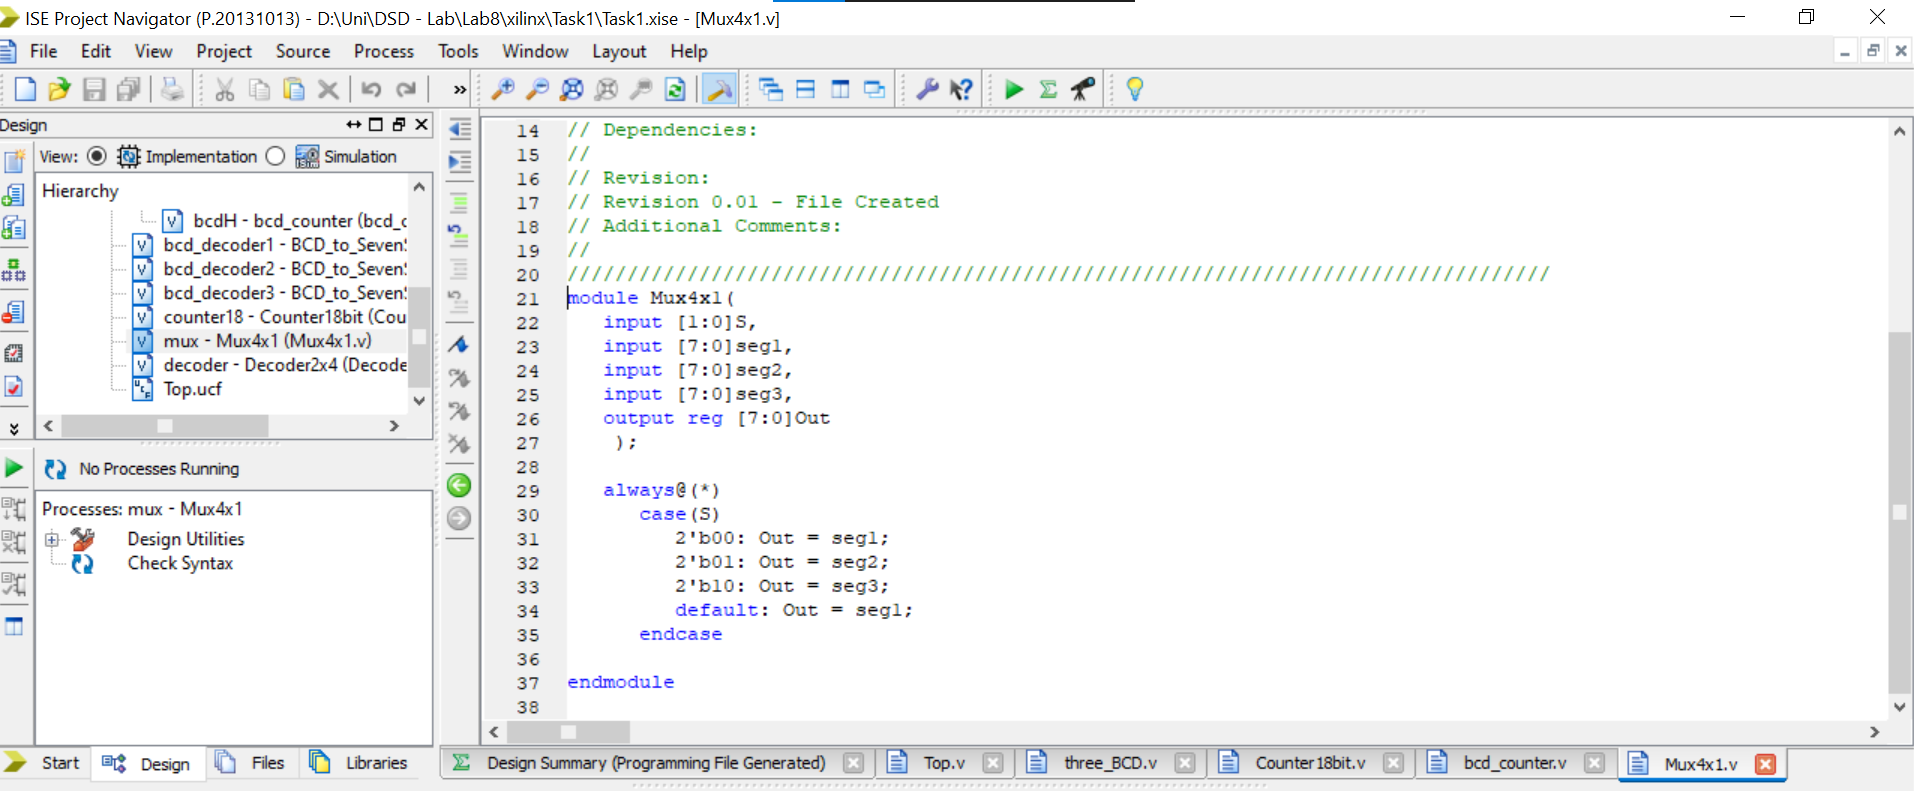 ISE Project Navigator (P.20131013) - D:\Uni\DSD - Lab\Lab8\xilinx\Task1\Task1.xise - [Mux4x1.v]
File Edit View Project Source Process Tools Window Layout Help
Design
View: Implementation Simulation
Hierarchy
bcdH - bcd_counter (bcd_c
bcd_decoder1 - BCD_to_Seven
bcd_decoder2 - BCD_to_Seven
bcd_decoder3 - BCD_to_Seven
counter18 - Counter18bit (Cou
mux - Mux4x1 (Mux4x1.v)
decoder - Decoder2x4 (Decode
Top.ucf
No Processes Running
Processes: mux - Mux4x1
Design Utilities
Check Syntax
14 // Dependencies:
15 //
16 // Revision:
17 // Revision 0.01 - File Created
18 // Additional Comments:
19 //
20 //////////////////////////////////////////////////////////////////////////////////
21 module Mux4x1(
22 input [1:0]S,
23 input [7:0]seg1,
24 input [7:0]seg2,
25 input [7:0]seg3,
26 output reg [7:0]Out
27 );
28
29 always@(*)
30 case(S)
31 2'b00: Out = seg1;
32 2'b01: Out = seg2;
33 2'b10: Out = seg3;
34 default: Out = seg1;
35 endcase
36
37 endmodule
38
Start Design Files Libraries
Design Summary (Programming File Generated) Top.v three_BCD.v Counter18bit.v bcd_counter.v Mux4x1.v